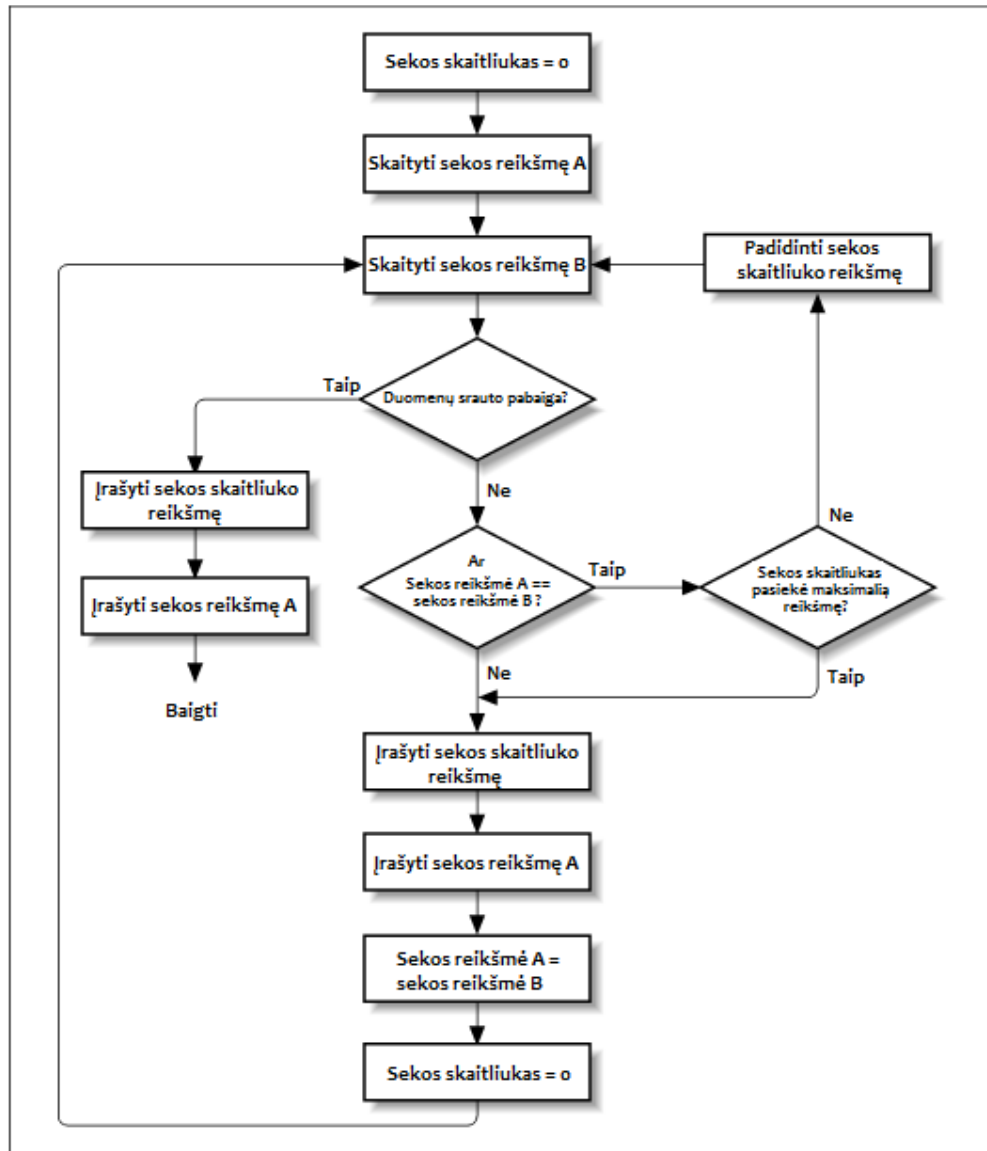 Sekos skaitliukas = 0
Skaityti sekos reikšmę A
Skaityti sekos reikšmę B
Padidinti sekos
skaitliuko reikšmę
Taip
Duomenų srauto pabaiga?
Įrašyti sekos skaitliuko
reikšmę
Ne
Ne
Įrašyti sekos reikšmę A
Ar
Sekos reikšmė A ==
sekos reikšmė B ?
Taip
Sekos skaitliukas
pasiekė maksimalią
reikšmę?
Baigti
Ne
Taip
Įrašyti sekos skaitliuko
reikšmę
Įrašyti sekos reikšmę A
Sekos reikšmė A =
sekos reikšmė B
Sekos skaitliukas = 0